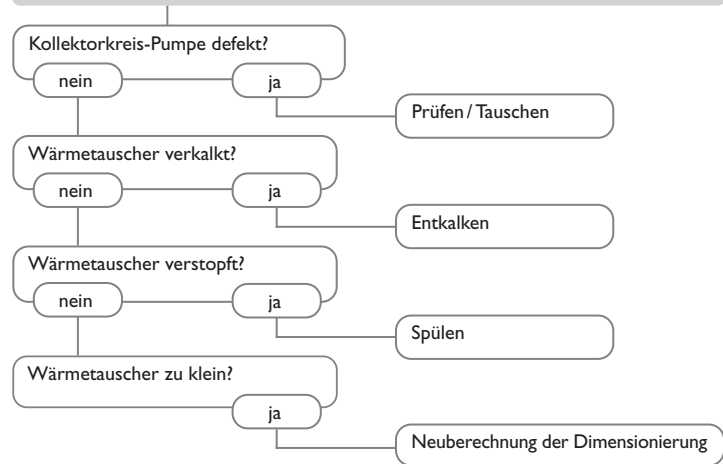 Kollektorkreis-Pumpe defekt?
nein
ja
Prüfen / Tauschen
Wärmetauscher verkalkt?
nein
ja
Entkalken
Wärmetauscher verstopft?
nein
ja
Spülen
Wärmetauscher zu klein?
ja
Neuberechnung der Dimensionierung